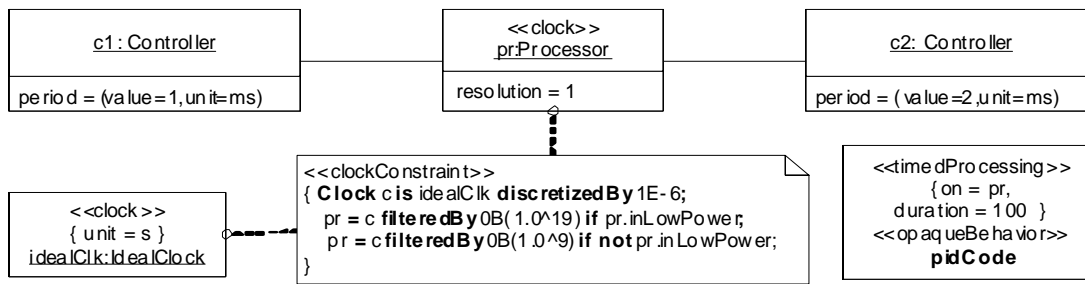 c1: Controller
period = (value=1,unit=ms)
<<clock>>
pr:Processor
resolution = 1
c2: Controller
period = ( value=2,unit=ms)
<<clock>>
{ unit = s }
idealClk:IdealClock
<<clockConstraint>>
{ Clock c is idealClk discretizedBy 1E-6;
pr = c filteredBy 0B(1.0^19) if pr.inLowPower;
pr = c filteredBy 0B(1.0^9) if not pr.inLowPower;
}
<<timedProcessing>>
{ on = pr,
duration = 100 }
<<opaqueBehavior>>
pidCode